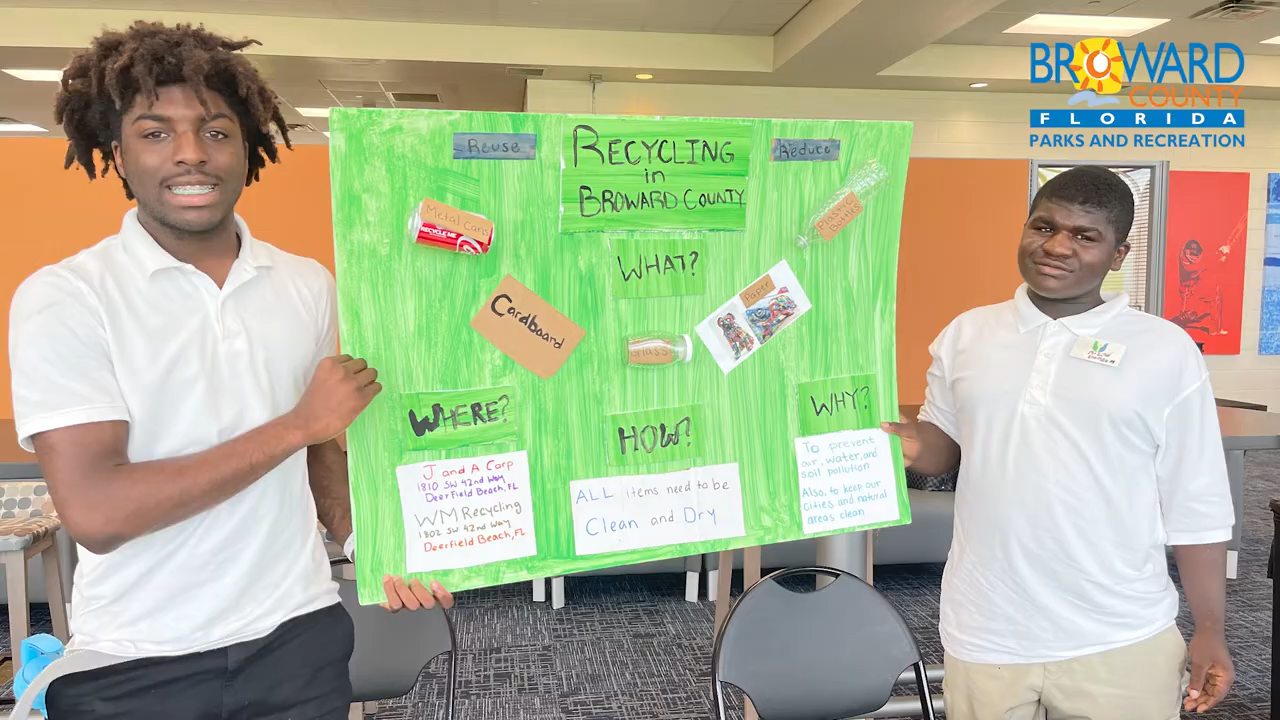 BROWARD
COUNTY
FLORIDA
PARKS AND RECREATION
Reuse
RECYCLING
in
BROWARD COUNTY
Reduce
Metal Cans
RECYCLE ME
Plastic
Bottles
WHAT?
Paper
Cardboard
Glass
WHERE?
J and A Corp
1810 SW 42nd Way
Deerfield Beach, FL
WM Recycling
1802 SW 42nd Way
Deerfield Beach, FL
HOW?
ALL items need to be
Clean and Dry
WHY?
To prevent
air, water, and
soil pollution
Also, to keep our
cities and natural
areas clean